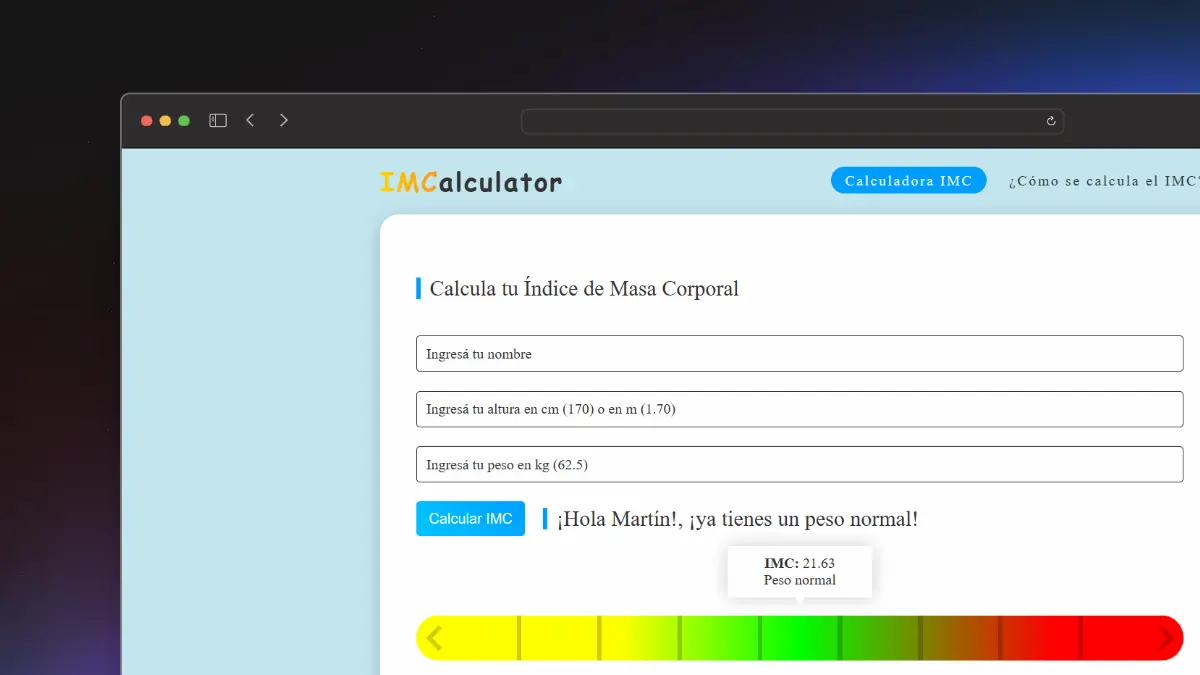 IMCalculator
Calculadora IMC
¿Cómo se calcula el IMC?
Calcula tu Índice de Masa Corporal
Ingresá tu nombre
Ingresá tu altura en cm (170) o en m (1.70)
Ingresá tu peso en kg (62.5)
Calcular IMC
¡Hola Martín!, ¡ya tienes un peso normal!
IMC: 21.63
Peso normal